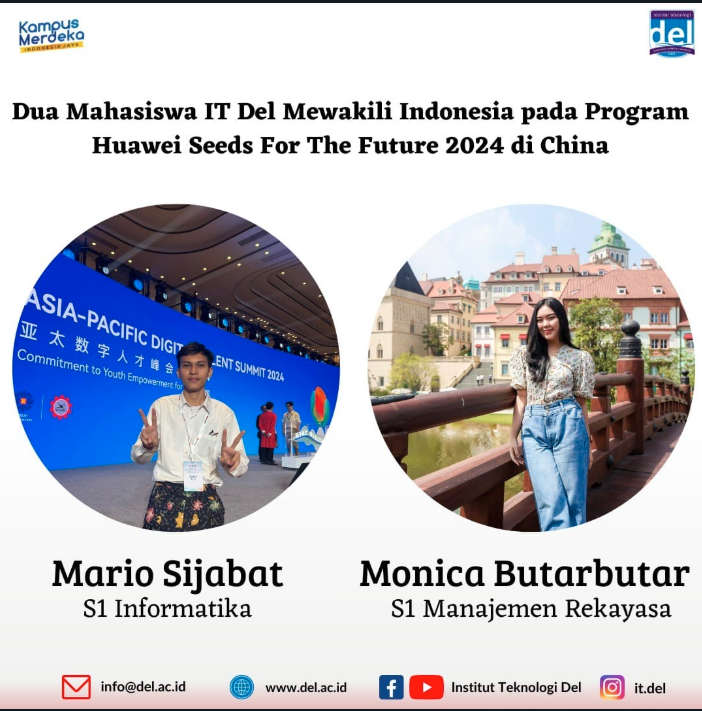 Kampus
Merdeka
INDONESIA JAYA
del
Dua Mahasiswa IT Del Mewakili Indonesia pada Program
Huawei Seeds For The Future 2024 di China
ASIA-PACIFIC DIGIT LENT SUMMIT 2024
亚太数字人才峰会
Commitment to Youth Empowerment for
Mario Sijabat
S1 Informatika
Monica Butarbutar
S1 Manajemen Rekayasa
info@del.ac.id
www.del.ac.id
Institut Teknologi Del
it.del